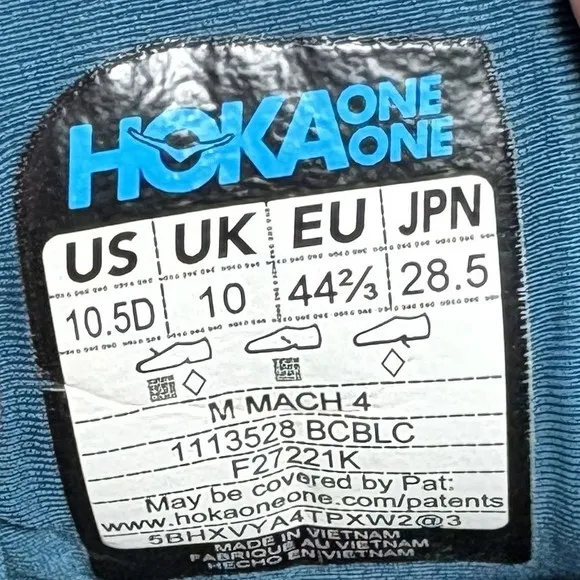 HOKA ONE ONE
US UK EU JPN
10.5D 10 44⅔ 28.5
M MACH 4
1113528 BCBLC
F27221K
May be covered by Pat:
www.hokaoneone.com/patents
5BHXVYA4TPXW2@3
MADE IN VIETNAM
FABRIQUE AU VIETNAM
HECHO EN VIETNAM